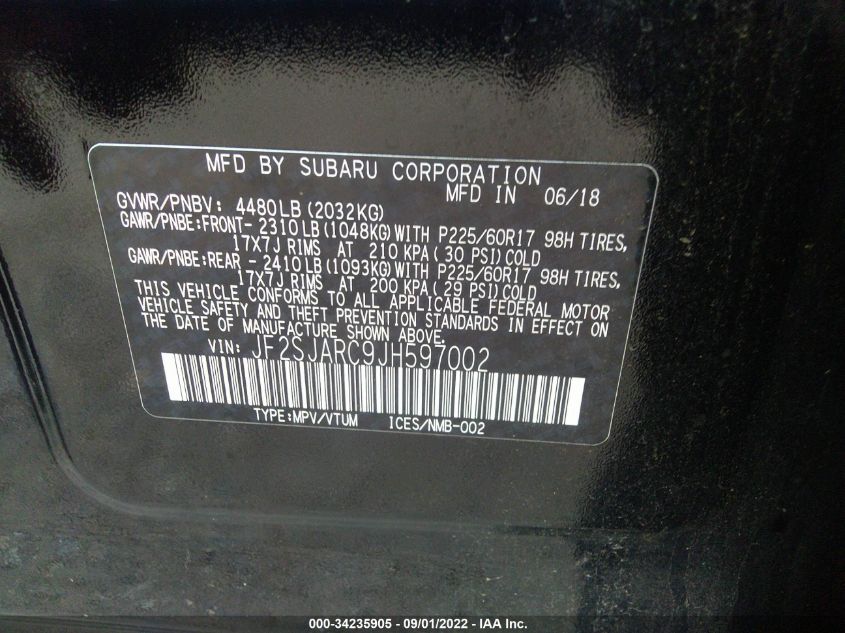 MFD BY SUBARU CORPORATION
MFD IN 06/18
GVWR/PNBV: 4480LB (2032KG)
GAWR/PNBE:FRONT- 2310 LB (1048KG) WITH P225/60R17 98H TIRES,
17X7J RIMS AT 210 KPA ( 30 PSI) COLD
GAWR/PNBE:REAR - 2410 LB (1093KG) WITH P225/60R17 98H TIRES,
17X7J RIMS AT 200 KPA ( 29 PSI) COLD
THIS VEHICLE CONFORMS TO ALL APPLICABLE FEDERAL MOTOR
VEHICLE SAFETY AND THEFT PREVENTION STANDARDS IN EFFECT ON
THE DATE OF MANUFACTURE SHOWN ABOVE.
VIN: JF2SJARC9JH597002
TYPE:MPV/VTUM ICES/NMB-002
000-34235905 - 09/01/2022 - IAA Inc.